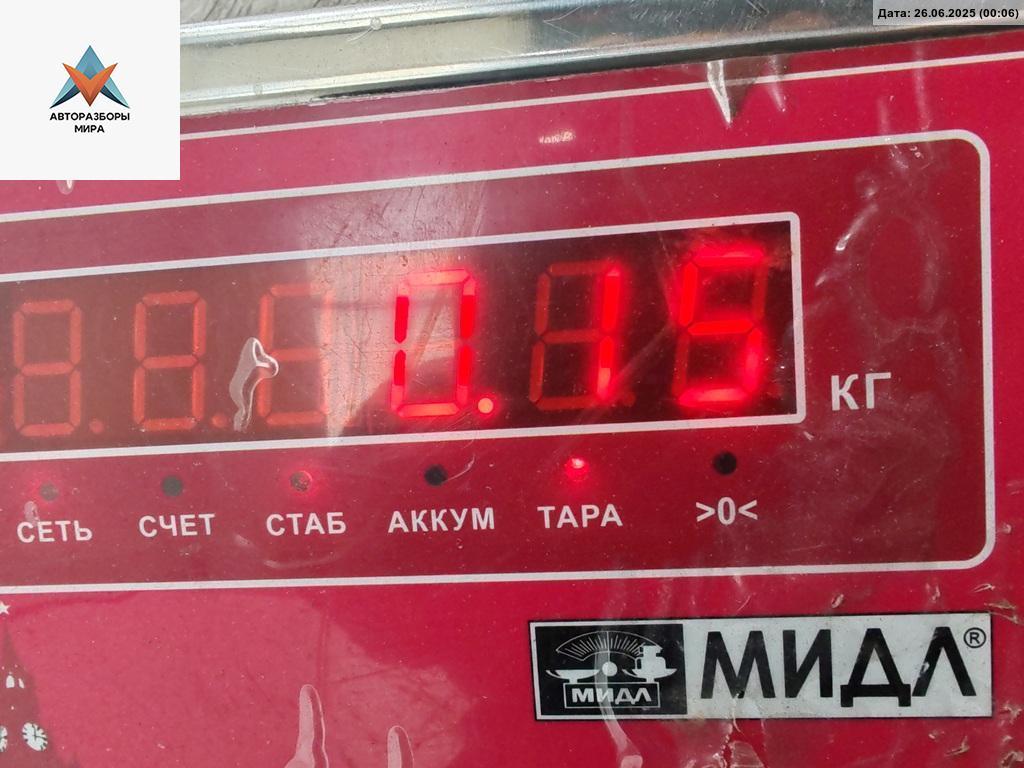 Дата: 26.06.2025 (00:06)
АВТОРАЗБОРЫ
МИРА
0.15
КГ
СЕТЬ СЧЕТ СТАБ АККУМ ТАРА >0<
МИДЛ МИДЛ®